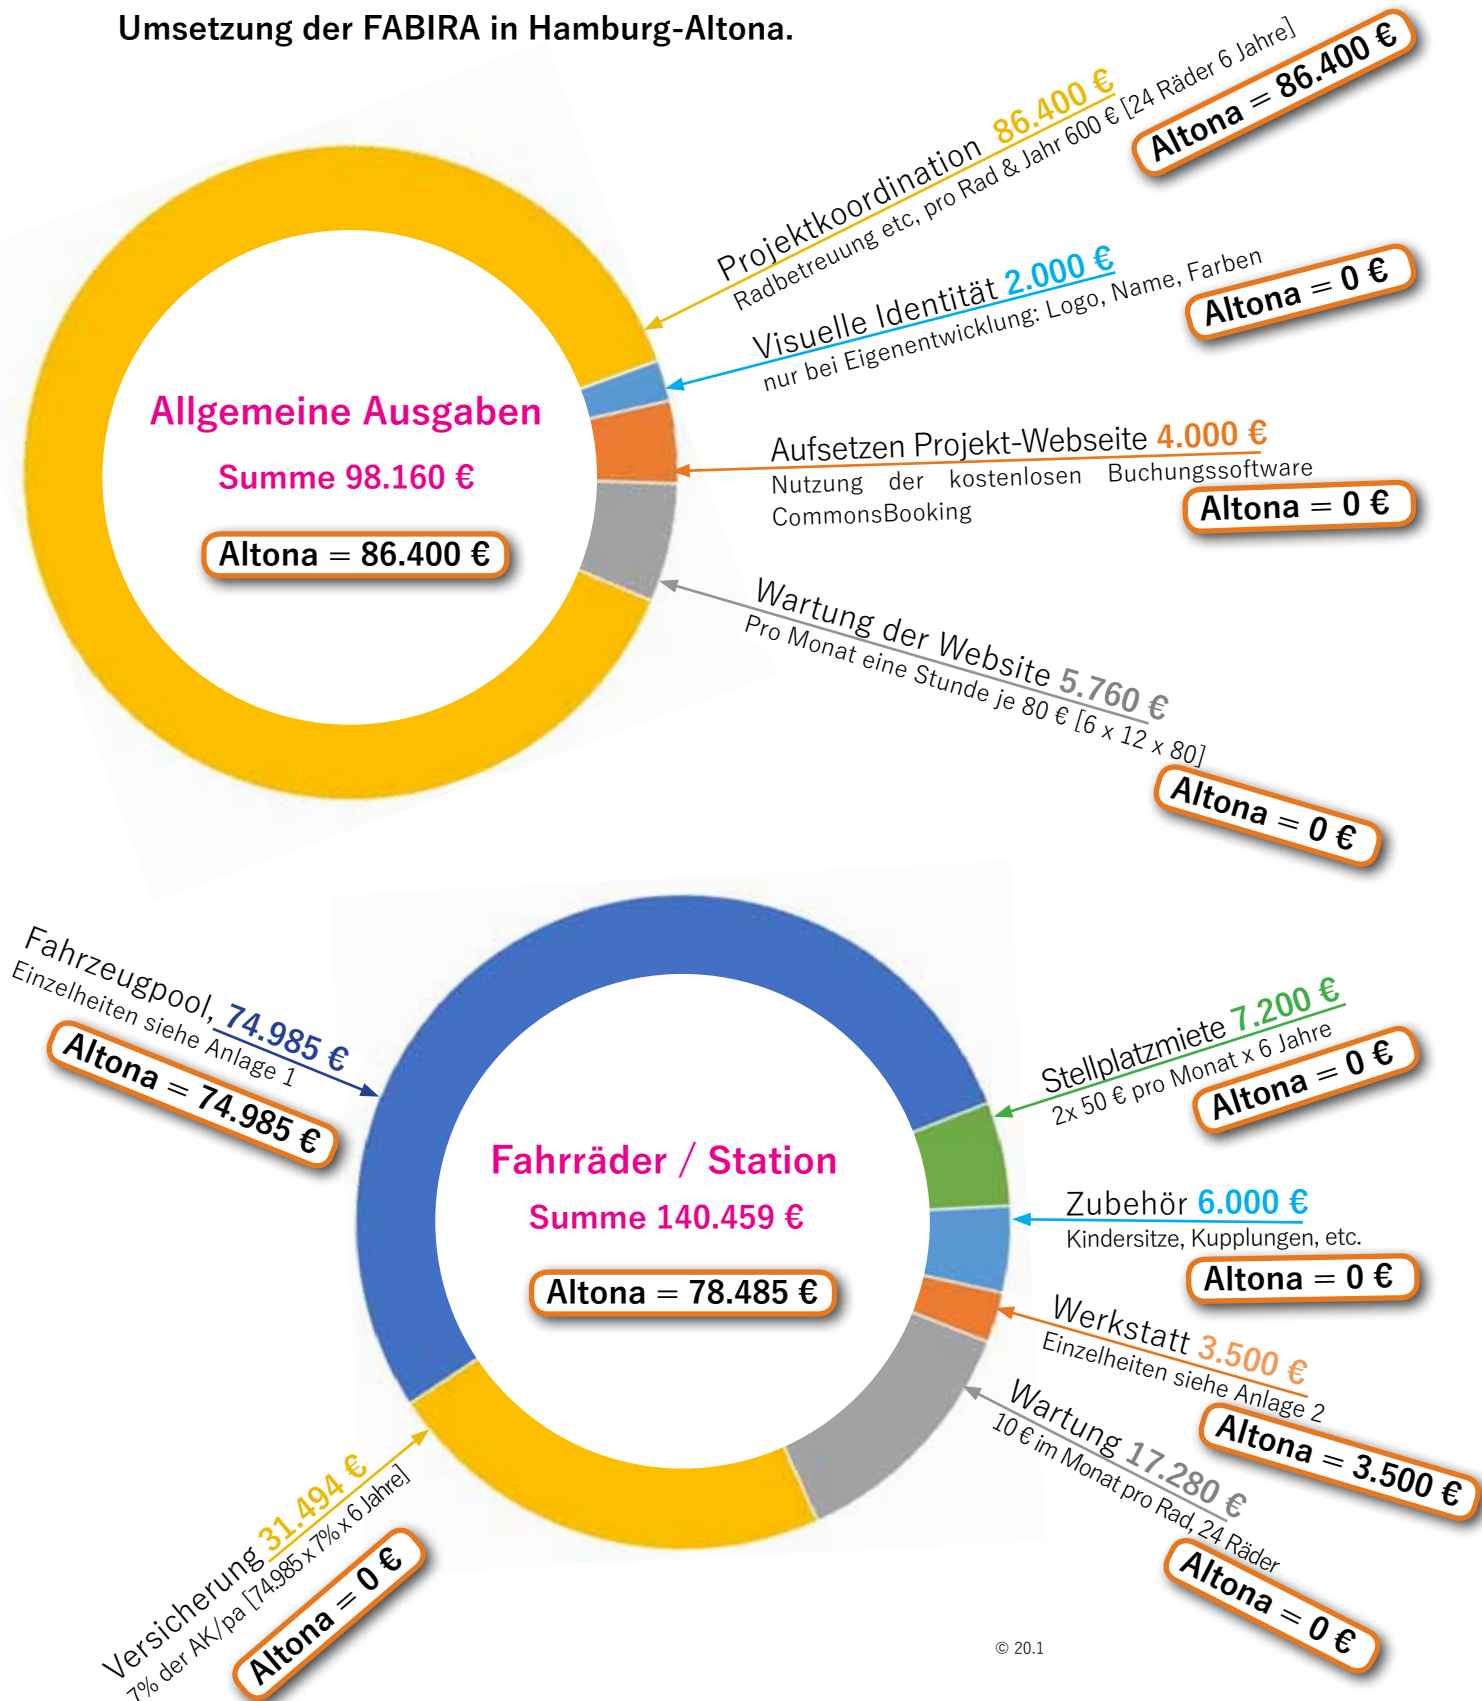 Umsetzung der FABIRA in Hamburg-Altona.
Projektkoordination 86.400 €
Radbetreuung etc, pro Rad & Jahr 600 € [24 Räder 6 Jahre]
Altona = 86.400 €
Visuelle Identität 2.000 €
nur bei Eigenentwicklung: Logo, Name, Farben
Altona = 0 €
Allgemeine Ausgaben
Summe 98.160 €
Altona = 86.400 €
Aufsetzen Projekt-Webseite 4.000 €
Nutzung der kostenlosen Buchungssoftware
CommonsBooking
Altona = 0 €
Wartung der Website 5.760 €
Pro Monat eine Stunde je 80 € [6 x 12 x 80]
Altona = 0 €
Fahrzeugpool, 74.985 €
Einzelheiten siehe Anlage 1
Altona = 74.985 €
Stellplatzmiete 7.200 €
2x 50 € pro Monat x 6 Jahre
Altona = 0 €
Fahrräder / Station
Summe 140.459 €
Altona = 78.485 €
Zubehör 6.000 €
Kindersitze, Kupplungen, etc.
Altona = 0 €
Werkstatt 3.500 €
Einzelheiten siehe Anlage 2
Altona = 3.500 €
Wartung 17.280 €
10 € im Monat pro Rad, 24 Räder
Altona = 0 €
Versicherung 31.494 €
7% der AK/pa [74.985 x 7% x 6 Jahre]
Altona = 0 €
© 20.1